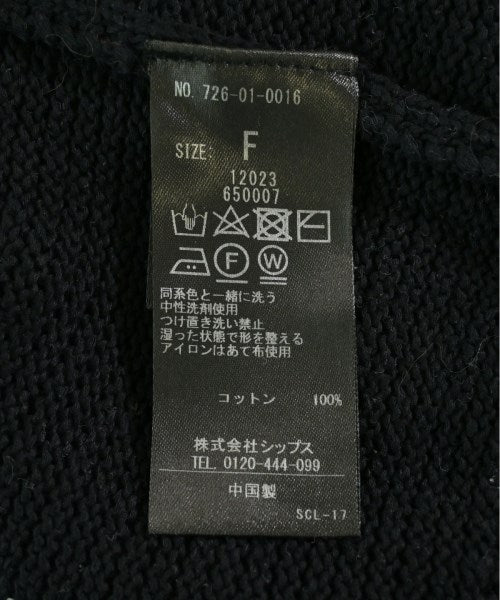 NO. 726-01-0016
SIZE: F
12023
650007
F W
同系色と一緒に洗う
中性洗剤使用
つけ置き洗い禁止
湿った状態で形を整える
アイロンはあて布使用
コットン 100%
株式会社シップス
TEL. 0120-444-099
中国製
SCL-17